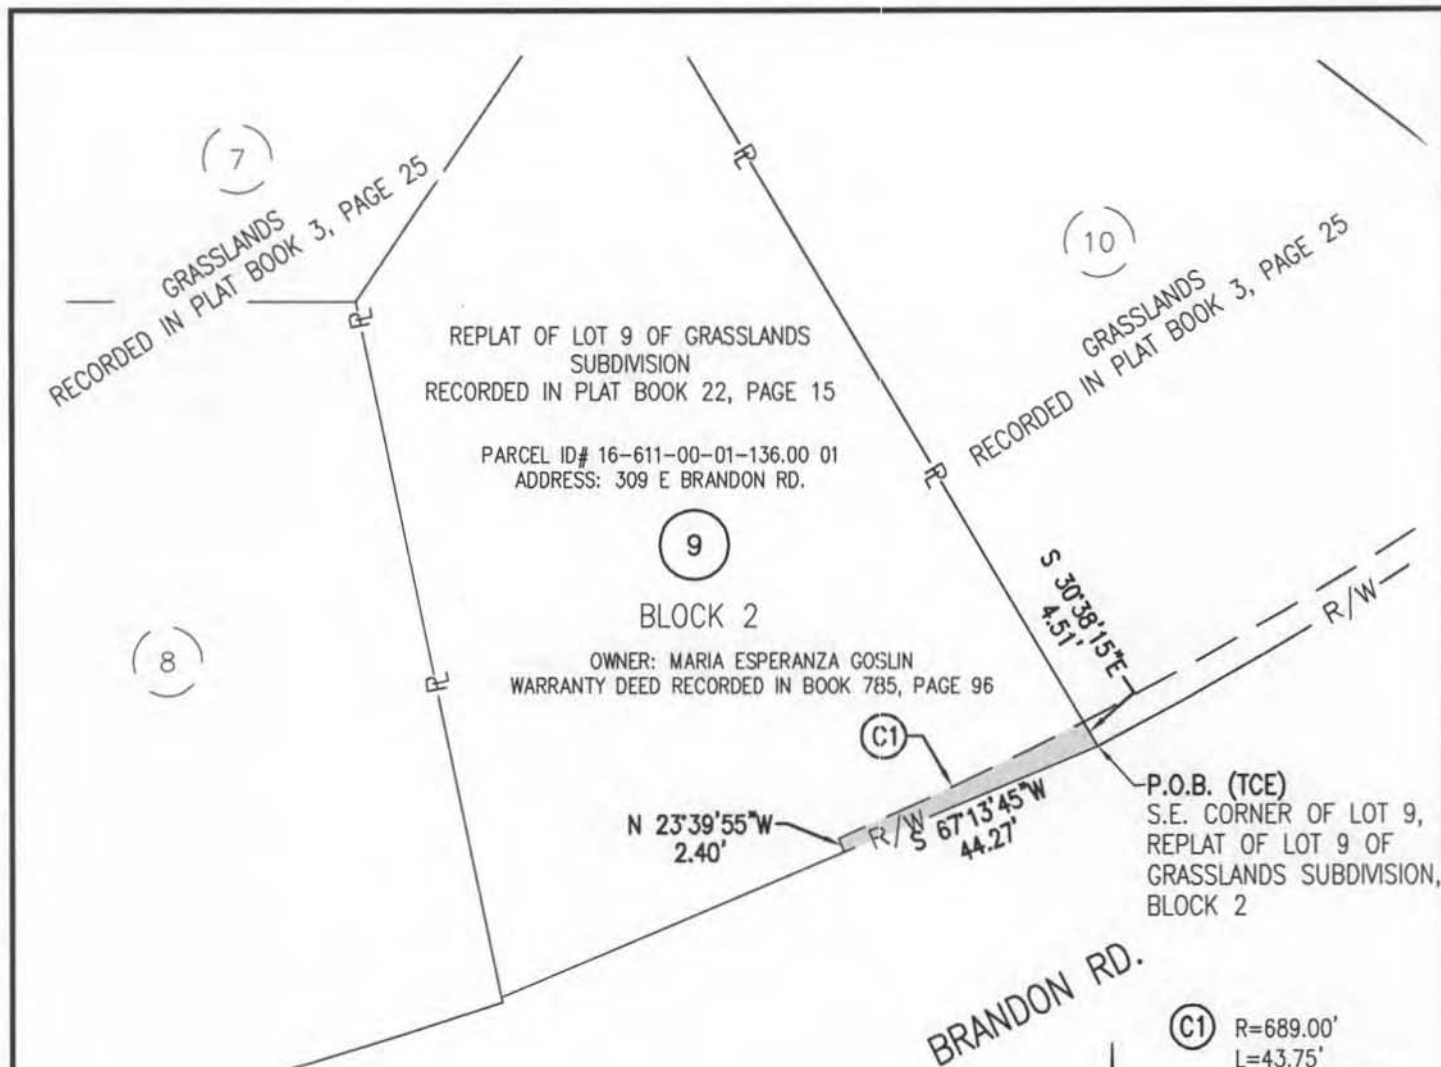 7
GRASSLANDS
RECORDED IN PLAT BOOK 3, PAGE 25
10
GRASSLANDS
RECORDED IN PLAT BOOK 3, PAGE 25
PL
PL
REPLAT OF LOT 9 OF GRASSLANDS
SUBDIVISION
RECORDED IN PLAT BOOK 22, PAGE 15
PARCEL ID# 16-611-00-01-136.00 01
ADDRESS: 309 E BRANDON RD.
PL
9
BLOCK 2
S 30°38'15"E
4.51'
R/W
8
OWNER: MARIA ESPERANZA GOSLIN
WARRANTY DEED RECORDED IN BOOK 785, PAGE 96
PL
C1
N 23°39'55"W
2.40'
R/W
S 67°13'45"W
44.27'
P.O.B. (TCE)
S.E. CORNER OF LOT 9,
REPLAT OF LOT 9 OF
GRASSLANDS SUBDIVISION,
BLOCK 2
BRANDON RD.
C1 R=689.00'
L=43.75'